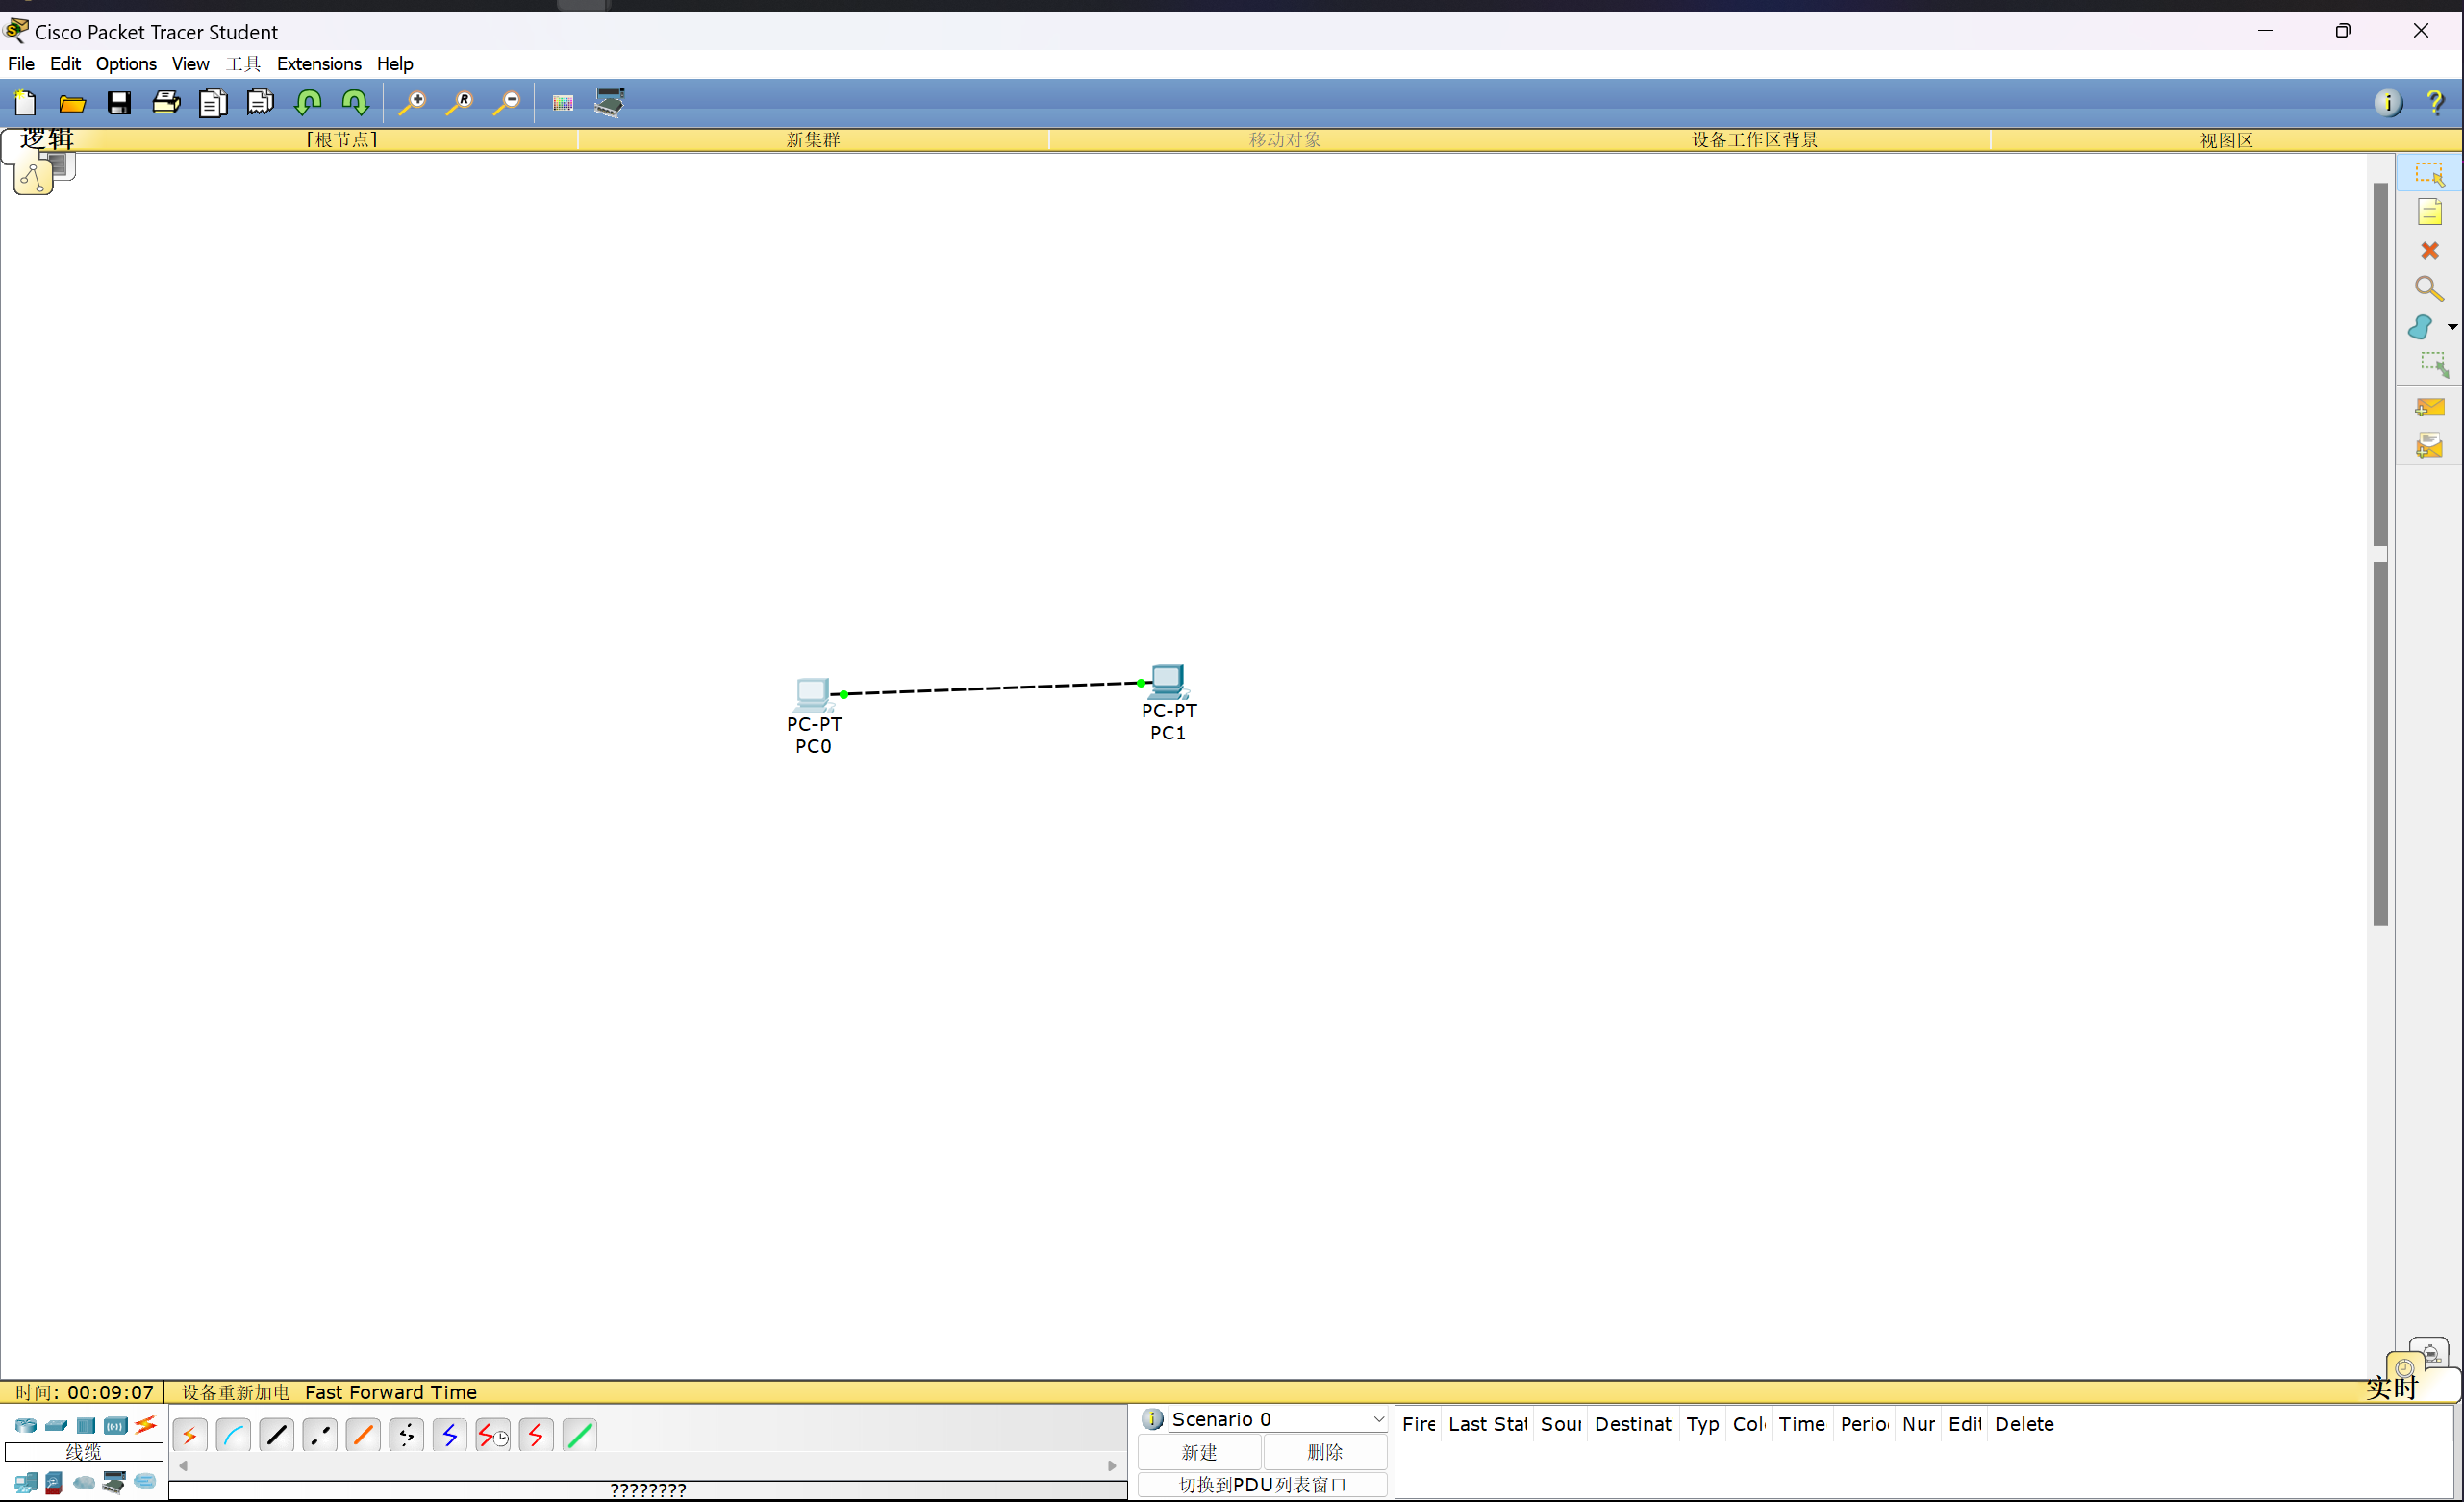 Cisco Packet Tracer Student
File Edit Options View 工具 Extensions Help
逻辑 [根节点] 新集群 移动对象 设备工作区背景 视图区
PC-PT
PC0
PC-PT
PC1
时间: 00:09:07 设备重新加电 Fast Forward Time
实时
Scenario 0
Fire Last Stat Sour Destinat Typ Col Time Perio Nur Edit Delete
线缆
新建 删除
切换到PDU列表窗口
????????